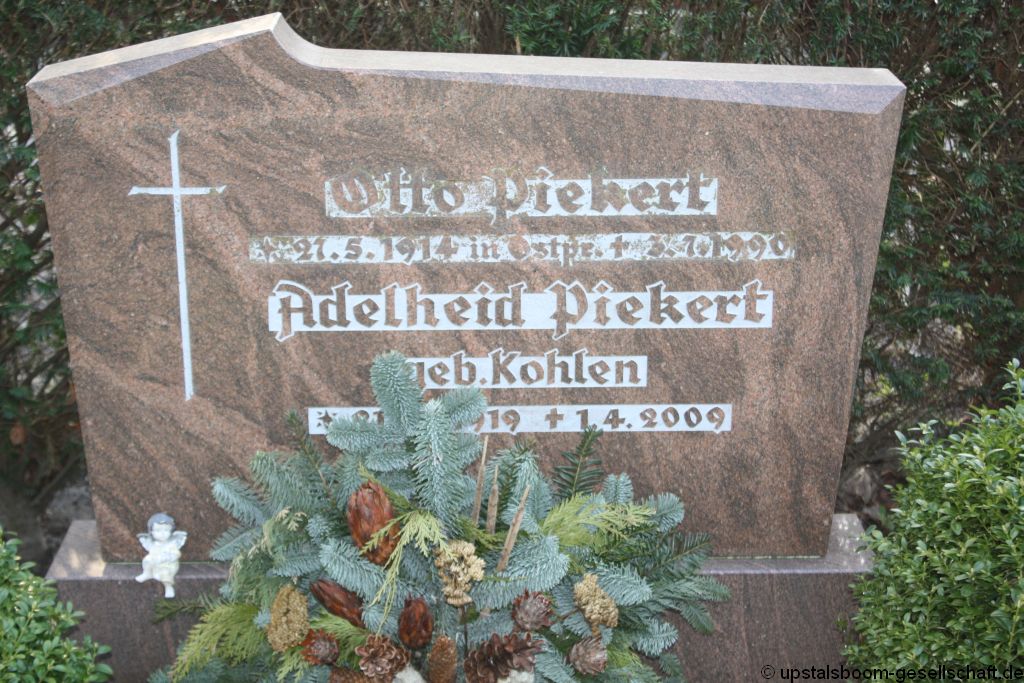 Otto Piekert
* 21.5.1914 in Ostpr. + 3.7.1990
Adelheid Piekert
geb. Kohlen
+ 1.4.2009
© upstalsboom-gesellschaft.de